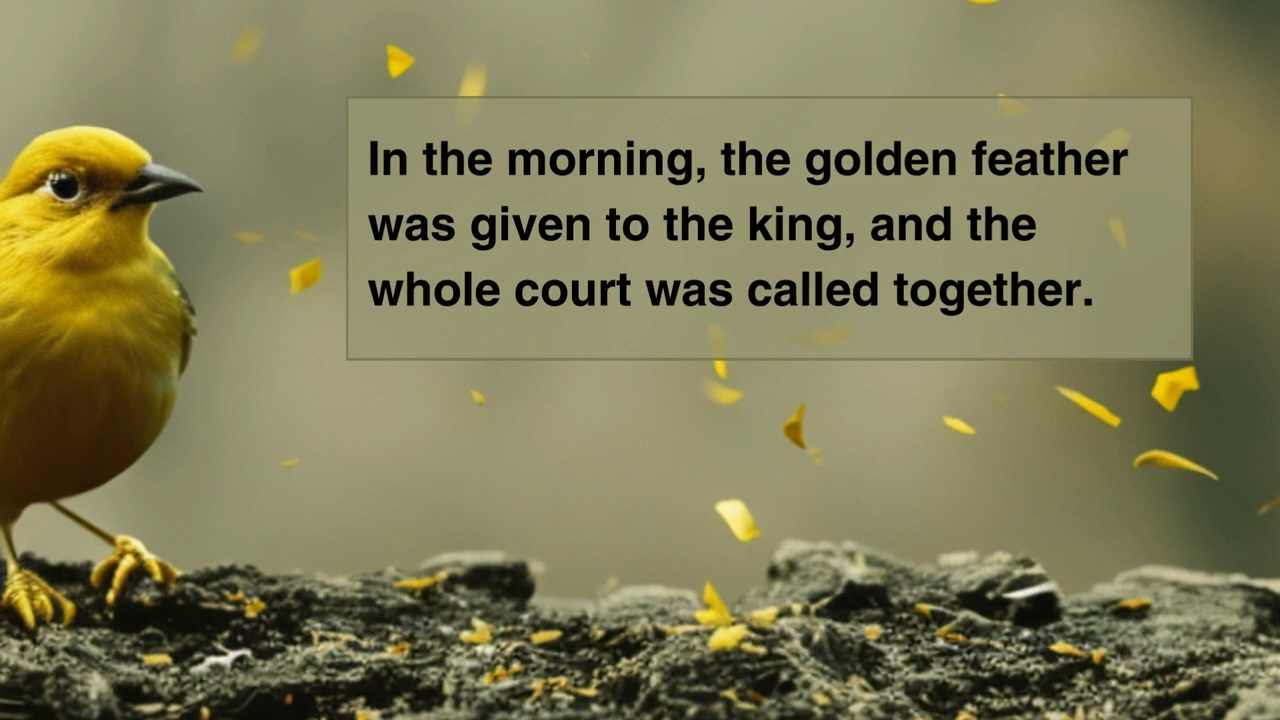 In the morning, the golden feather
was given to the king, and the
whole court was called together.